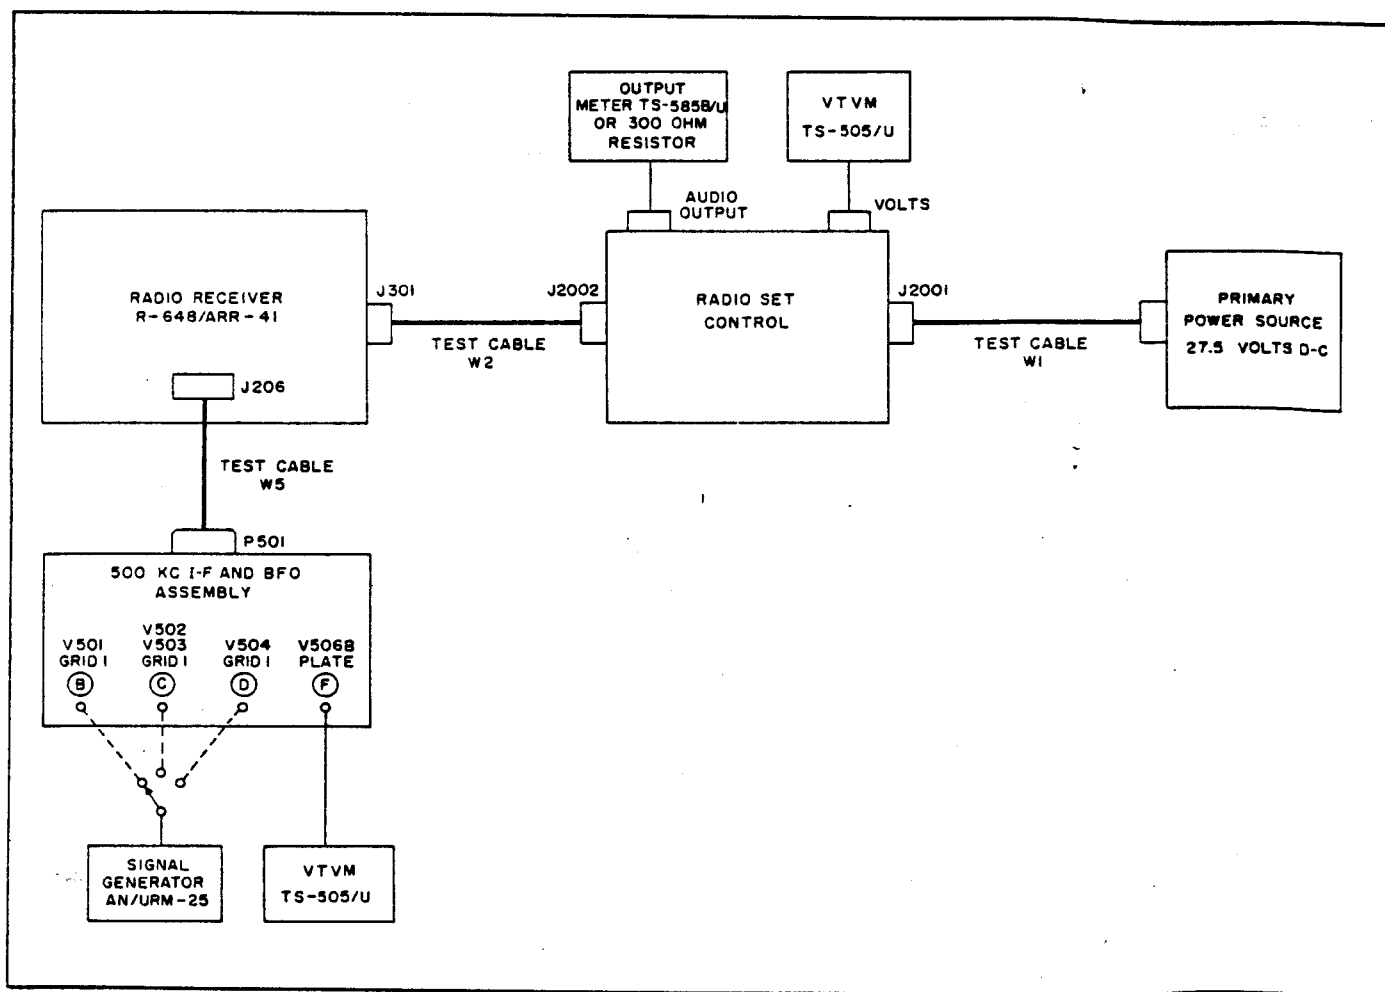 OUTPUT
METER TS-585B/U
OR 300 OHM
RESISTOR
VTVM
TS-505/U
AUDIO
OUTPUT
VOLTS
RADIO RECEIVER
R-648/ARR-41
J301
J2002
RADIO SET
CONTROL
J2001
PRIMARY
POWER SOURCE
27.5 VOLTS D-C
TEST CABLE
W2
TEST CABLE
W1
J206
TEST CABLE
W5
P501
500 KC I-F AND BFO
ASSEMBLY
V501
GRID 1
B
V502
V503
GRID 1
C
V504
GRID 1
D
V506B
PLATE
F
SIGNAL
GENERATOR
AN/URM-25
VTVM
TS-505/U